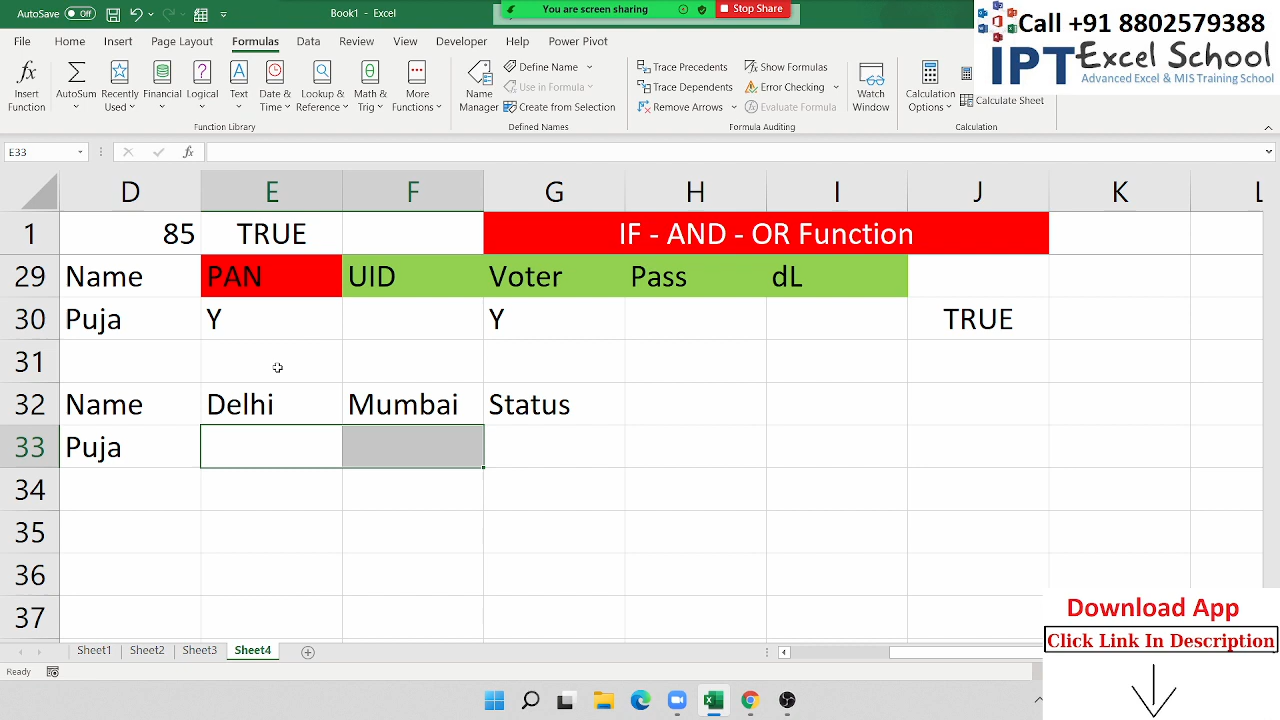 AutoSave Off Book1 - Excel You are screen sharing Stop Share
Call +91 8802579388
IPT Excel School
Advanced Excel & MIS Training School
File Home Insert Page Layout Formulas Data Review View Developer Help Power Pivot
Insert Function
AutoSum
Recently Used
Financial
Logical
Text
Date & Time
Lookup & Reference
Math & Trig
More Functions
Function Library
Name Manager
Define Name
Use in Formula
Create from Selection
Defined Names
Trace Precedents
Trace Dependents
Remove Arrows
Show Formulas
Error Checking
Evaluate Formula
Formula Auditing
Watch Window
Calculation Options
Calculate Sheet
Calculation
E33 fx
D E F G H I J K L
1 85 TRUE IF - AND - OR Function
29 Name PAN UID Voter Pass dL
30 Puja Y Y TRUE
31
32 Name Delhi Mumbai Status
33 Puja
34
35
36
37
Download App
Click Link In Description
Sheet1 Sheet2 Sheet3 Sheet4
Ready